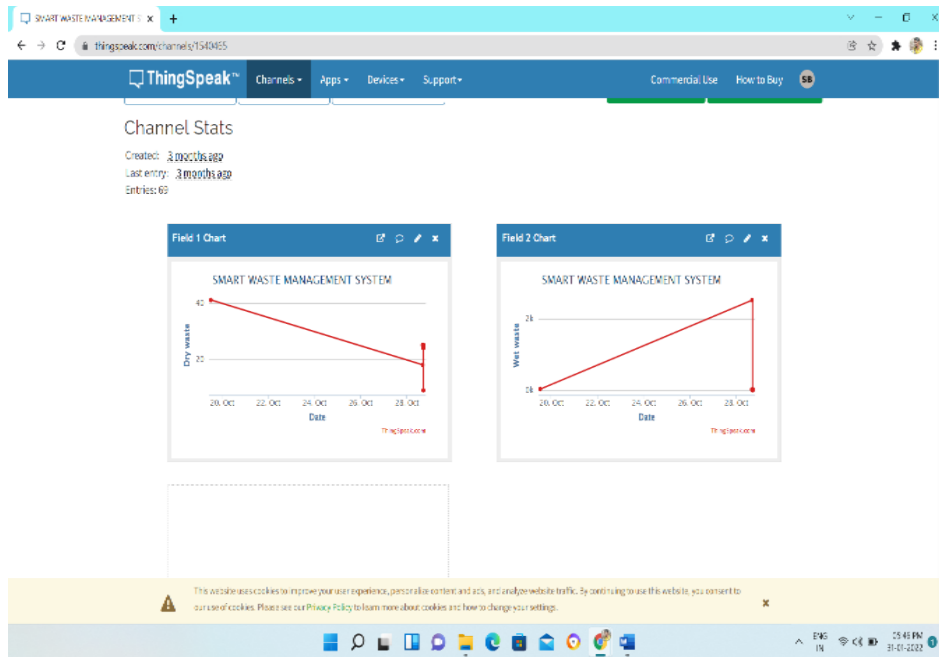 SMART WASTE MANAGEMENT S
thingspeak.com/channels/1540485
ThingSpeak™ Channels Apps Devices Support Commercial Use How to Buy SB
Channel Stats
Created: 3 months ago
Last entry: 3 months ago
Entries: 69
Field 1 Chart
SMART WASTE MANAGEMENT SYSTEM
40
20
Dry waste
20. Oct 22. Oct 24. Oct 26. Oct 28. Oct
Date
ThingSpeak.com
Field 2 Chart
SMART WASTE MANAGEMENT SYSTEM
2k
0k
Wet waste
20. Oct 22. Oct 24. Oct 26. Oct 28. Oct
Date
ThingSpeak.com
This website uses cookies to improve your user experience, personalize content and ads, and analyze website traffic. By continuing to use this website, you consent to
our use of cookies. Please see our Privacy Policy to learn more about cookies and how to change your settings.
ENG
IN
05:46 PM
31-01-2022
1